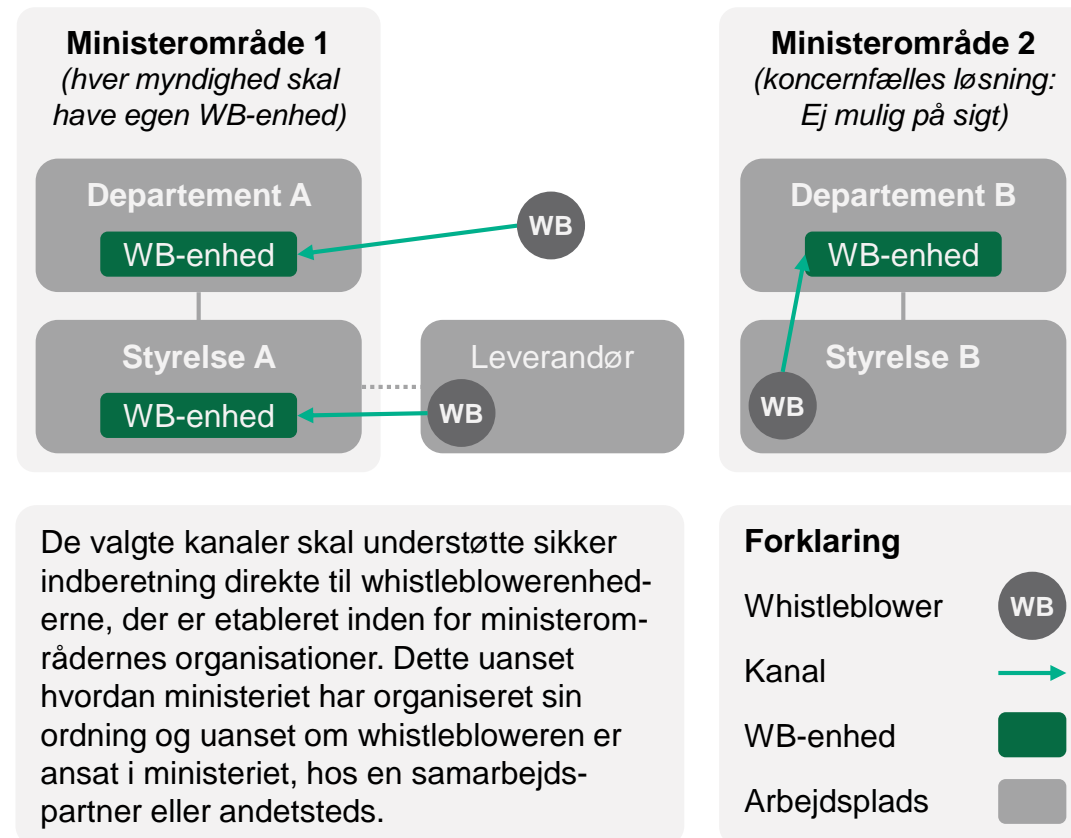 Ministerområde 1
(hver myndighed skal
have egen WB-enhed)
Departement A
WB-enhed
WB
Styrelse A
WB-enhed
Leverandør
WB
Ministerområde 2
(koncernfælles løsning:
Ej mulig på sigt)
Departement B
WB-enhed
Styrelse B
WB
De valgte kanaler skal understøtte sikker
indberetning direkte til whistleblowerenhed-
erne, der er etableret inden for ministerom-
rådernes organisationer. Dette uanset
hvordan ministeriet har organiseret sin
ordning og uanset om whistlebloweren er
ansat i ministeriet, hos en samarbejds-
partner eller andetsteds.
Forklaring
Whistleblower WB
Kanal
WB-enhed
Arbejdsplads